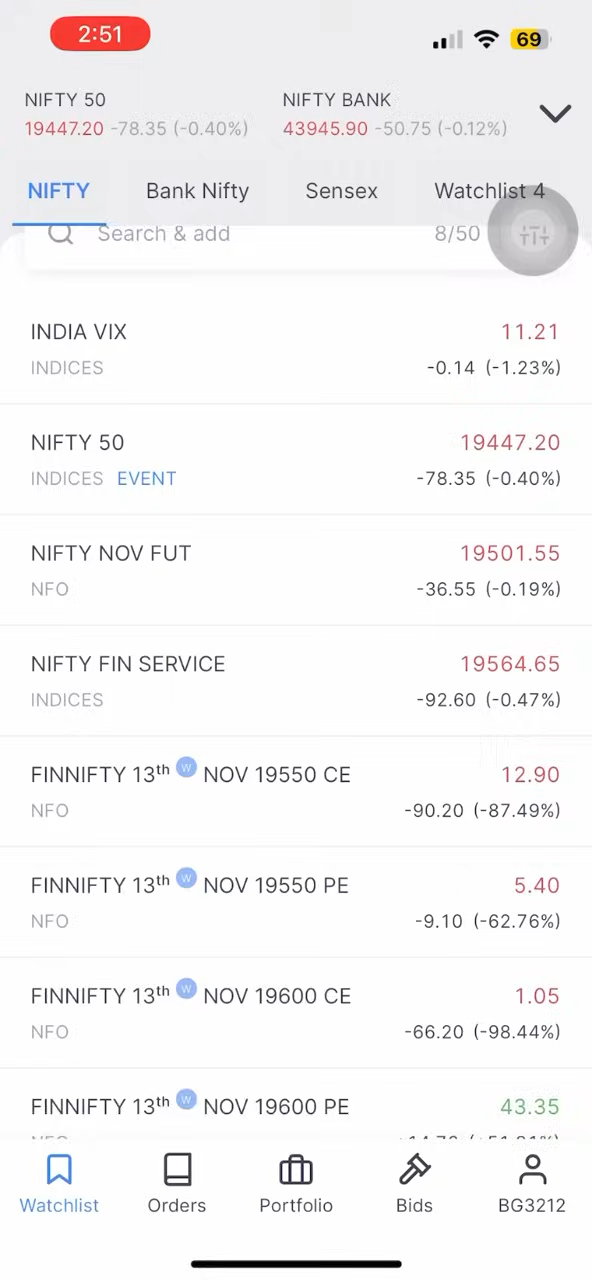 2:51
69
NIFTY 50 NIFTY BANK
19447.20 -78.35 (-0.40%) 43945.90 -50.75 (-0.12%)
NIFTY Bank Nifty Sensex Watchlist 4
Search & add 8/50
INDIA VIX 11.21
INDICES -0.14 (-1.23%)
NIFTY 50 19447.20
INDICES EVENT -78.35 (-0.40%)
NIFTY NOV FUT 19501.55
NFO -36.55 (-0.19%)
NIFTY FIN SERVICE 19564.65
INDICES -92.60 (-0.47%)
FINNIFTY 13th W NOV 19550 CE 12.90
NFO -90.20 (-87.49%)
FINNIFTY 13th W NOV 19550 PE 5.40
NFO -9.10 (-62.76%)
FINNIFTY 13th W NOV 19600 CE 1.05
NFO -66.20 (-98.44%)
FINNIFTY 13th W NOV 19600 PE 43.35
Watchlist Orders Portfolio Bids BG3212